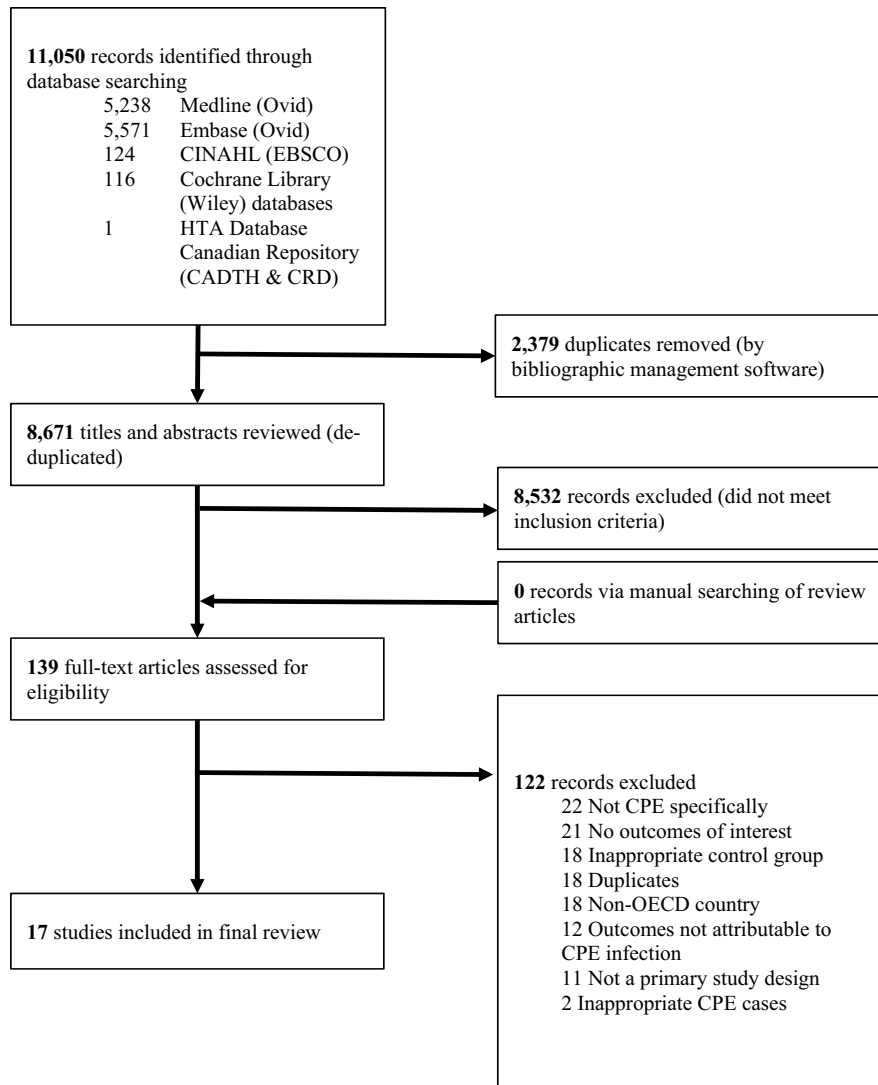 11,050 records identified through
database searching
5,238 Medline (Ovid)
5,571 Embase (Ovid)
124 CINAHL (EBSCO)
116 Cochrane Library
(Wiley) databases
1 HTA Database
Canadian Repository
(CADTH & CRD)
2,379 duplicates removed (by
bibliographic management software)
8,671 titles and abstracts reviewed (de-
duplicated)
8,532 records excluded (did not meet
inclusion criteria)
0 records via manual searching of review
articles
139 full-text articles assessed for
eligibility
122 records excluded
22 Not CPE specifically
21 No outcomes of interest
18 Inappropriate control group
18 Duplicates
18 Non-OECD country
12 Outcomes not attributable to
CPE infection
11 Not a primary study design
2 Inappropriate CPE cases
17 studies included in final review